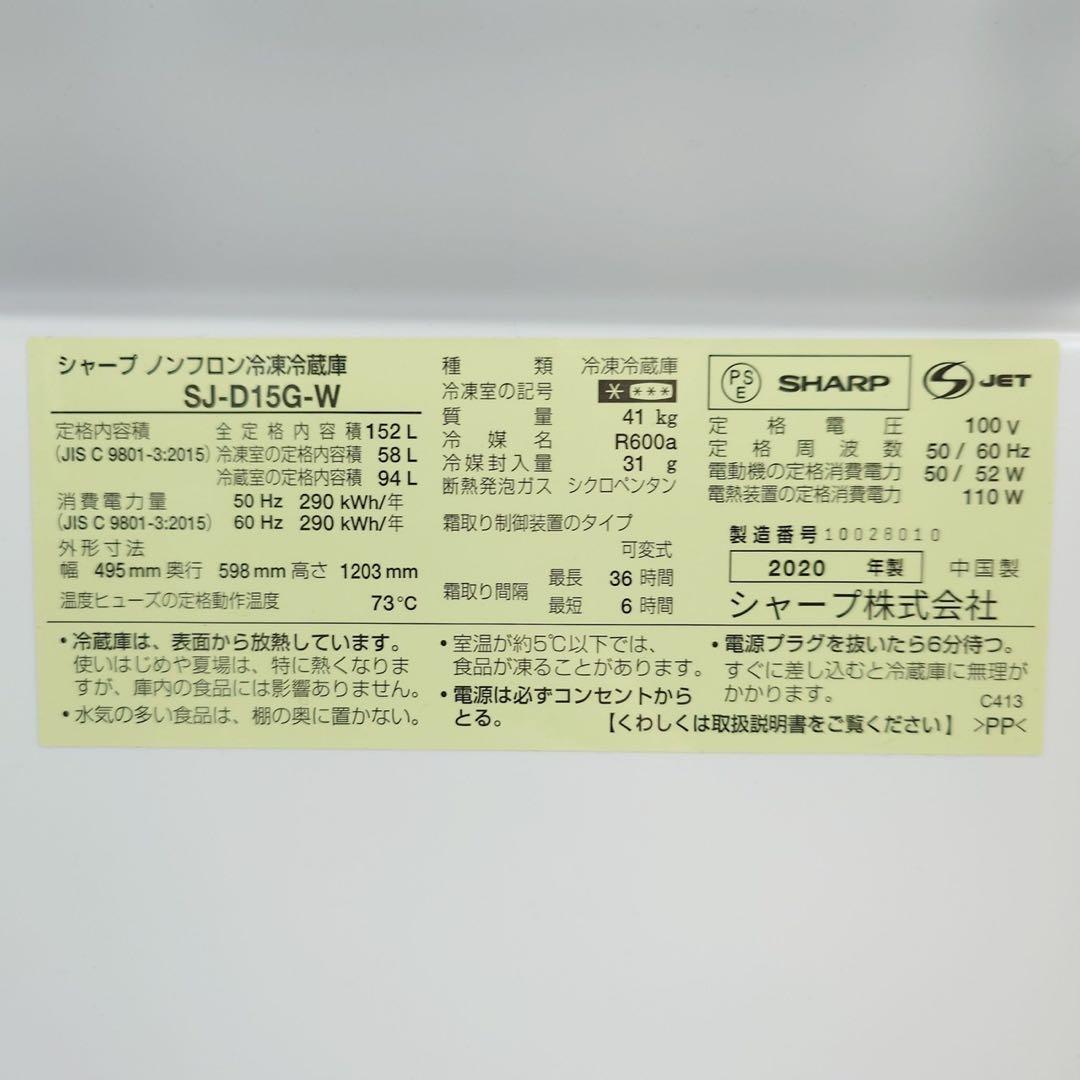 シャープ ノンフロン冷凍冷蔵庫
SJ-D15G-W
定格内容積 全定格内容積 152 L
(JIS C 9801-3:2015) 冷凍室の定格内容積 58 L
冷蔵室の定格内容積 94 L
消費電力量 50 Hz 290 kWh/年
(JIS C 9801-3:2015) 60 Hz 290 kWh/年
外形寸法
幅 495 mm 奥行 598 mm 高さ 1203 mm
温度ヒューズの定格動作温度 73℃
種類 冷凍冷蔵庫
冷凍室の記号
質量 41 kg
冷媒名 R600a
冷媒封入量 31 g
断熱発泡ガス シクロペンタン
霜取り制御装置のタイプ
可変式
霜取り間隔 最長 36 時間
最短 6 時間
PSE SHARP S JET
定格電圧 100 V
定格周波数 50 / 60 Hz
電動機の定格消費電力 50 / 52 W
電熱装置の定格消費電力 110 W
製造番号 10028010
2020 年製 中国製
シャープ株式会社
・冷蔵庫は、表面から放熱しています。
使いはじめや夏場は、特に熱くなりま
すが、庫内の食品には影響ありません。
・水気の多い食品は、棚の奥に置かない。
・室温が約5℃以下では、
食品が凍ることがあります。
・電源は必ずコンセントから
とる。
・電源プラグを抜いたら6分待つ。
すぐに差し込むと冷蔵庫に無理が
かかります。 C413
【くわしくは取扱説明書をご覧ください】 >PP<